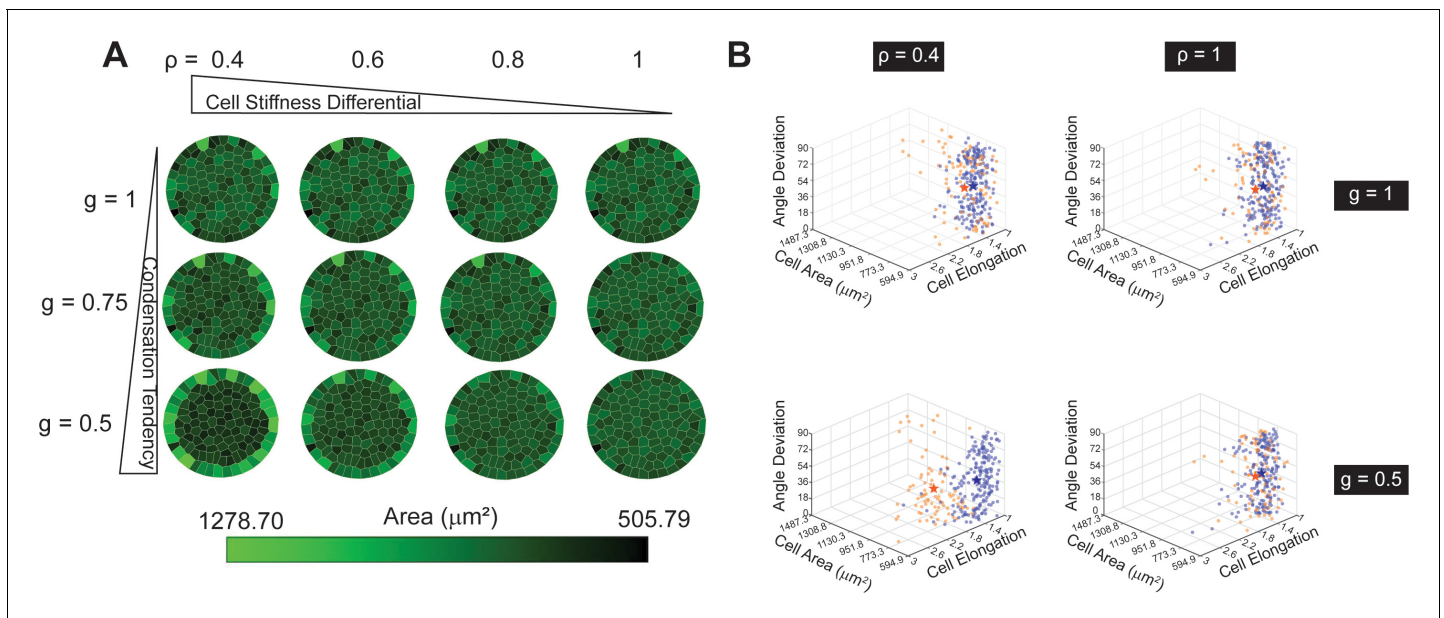 A
ρ = 0.4 0.6 0.8 1
Cell Stiffness Differential
g = 1
g = 0.75
g = 0.5
Condensation Tendency
1278.70 Area (μm²) 505.79
B
ρ = 0.4
ρ = 1
g = 1
g = 0.5
Angle Deviation
90
72
54
36
18
0
1487.3
1308.8
1130.3
951.8
773.3
594.9
Cell Area (μm²)
3
2.6
2.2
1.8
1.4
1
Cell Elongation
Angle Deviation
90
72
54
36
18
0
1487.3
1308.8
1130.3
951.8
773.3
594.9
Cell Area (μm²)
3
2.6
2.2
1.8
1.4
1
Cell Elongation
Angle Deviation
90
72
54
36
18
0
1487.3
1308.8
1130.3
951.8
773.3
594.9
Cell Area (μm²)
3
2.6
2.2
1.8
1.4
1
Cell Elongation
Angle Deviation
90
72
54
36
18
0
1487.3
1308.8
1130.3
951.8
773.3
594.9
Cell Area (μm²)
3
2.6
2.2
1.8
1.4
1
Cell Elongation